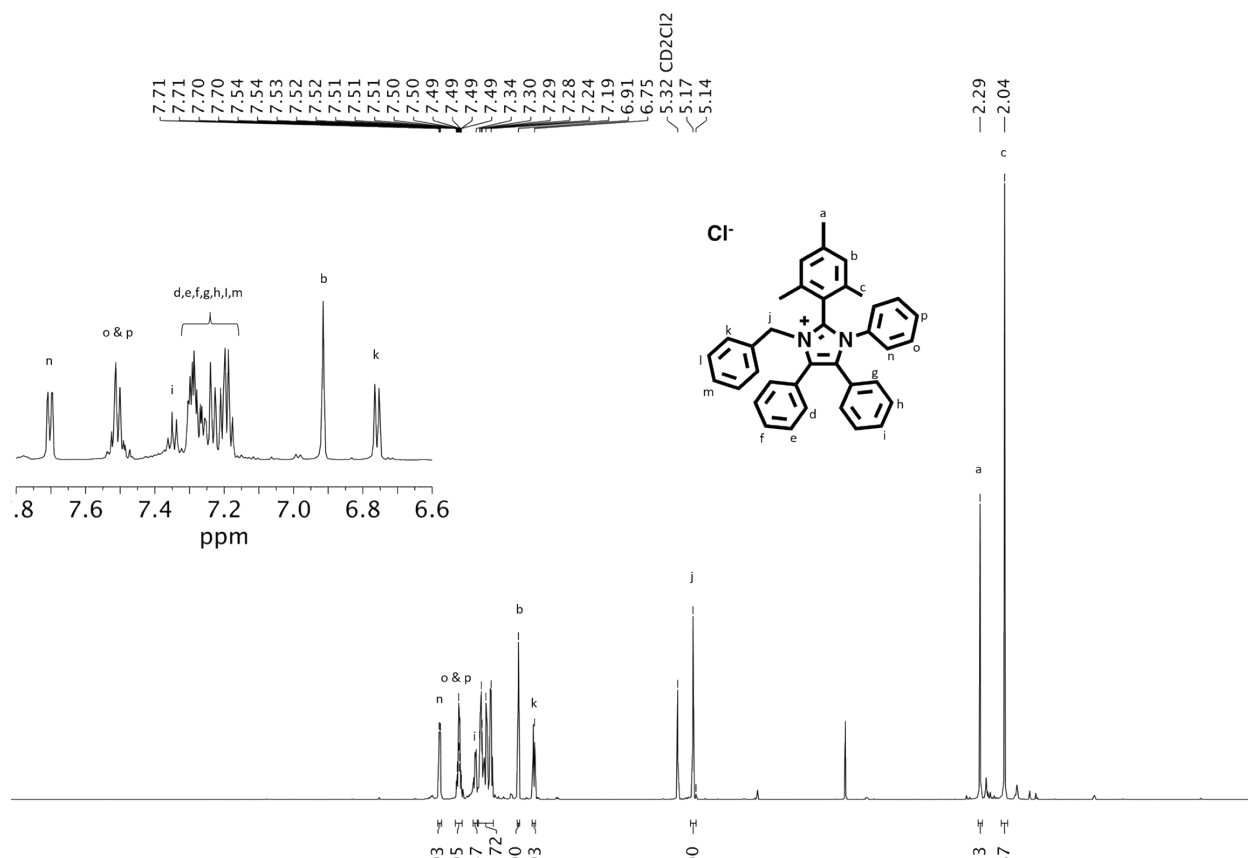 7.71
7.71
7.70
7.70
7.54
7.54
7.53
7.52
7.52
7.51
7.51
7.51
7.50
7.50
7.49
7.49
7.49
7.49
7.34
7.30
7.29
7.28
7.24
7.19
6.91
6.75
5.32 CD2Cl2
5.17
5.14
2.29
2.04
c
a
Cl-
b
c
j
+
k
N
N
p
o
n
l
m
g
d
h
f
e
i
b
d,e,f,g,h,l,m
o & p
n
i
k
.8 7.6 7.4 7.2 7.0 6.8 6.6
ppm
a
j
b
o & p
n
i
k
72